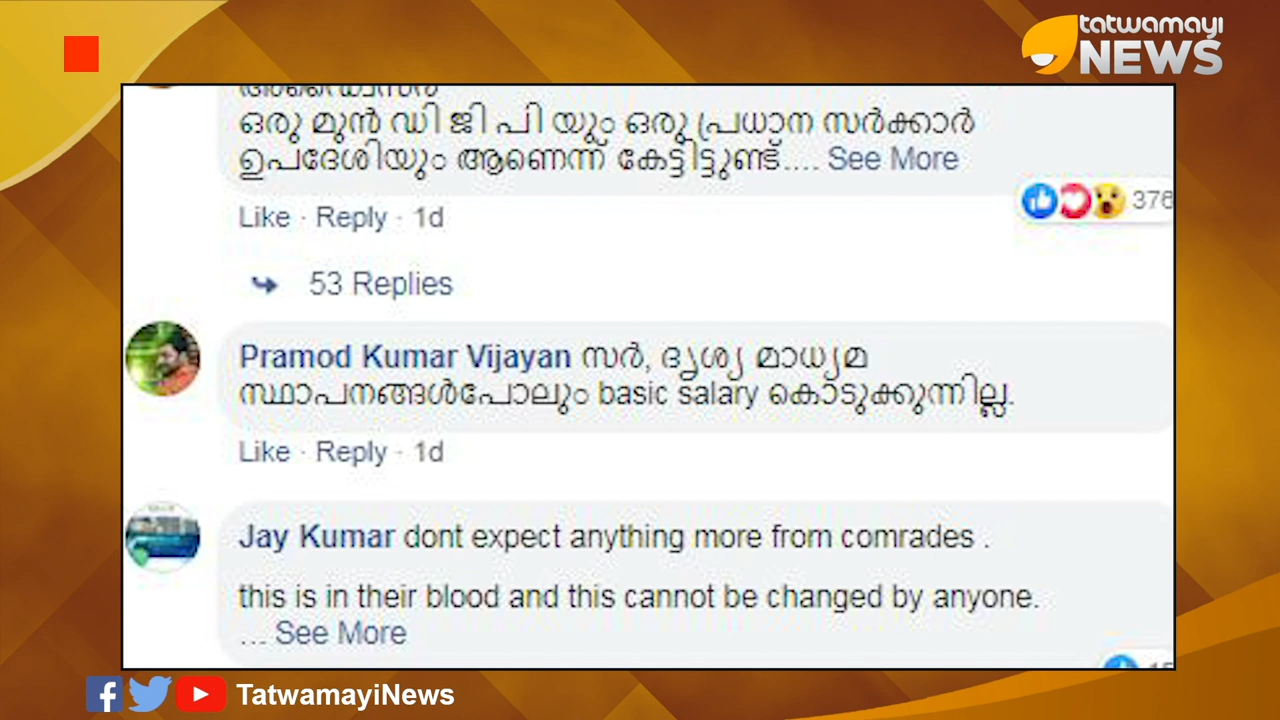 tatwamayi
NEWS
ഒരു മുൻ ഡി ജി പി യും ഒരു പ്രധാന സർക്കാർ
ഉപദേശിയും ആണെന്ന് കേട്ടിട്ടുണ്ട്.... See More
376
Like · Reply · 1d
53 Replies
Pramod Kumar Vijayan സർ, ദൃശ്യ മാധ്യമ
സ്ഥാപനങ്ങൾപോലും basic salary കൊടുക്കുന്നില്ല.
Like · Reply · 1d
Jay Kumar dont expect anything more from comrades .
this is in their blood and this cannot be changed by anyone.
... See More
TatwamayiNews